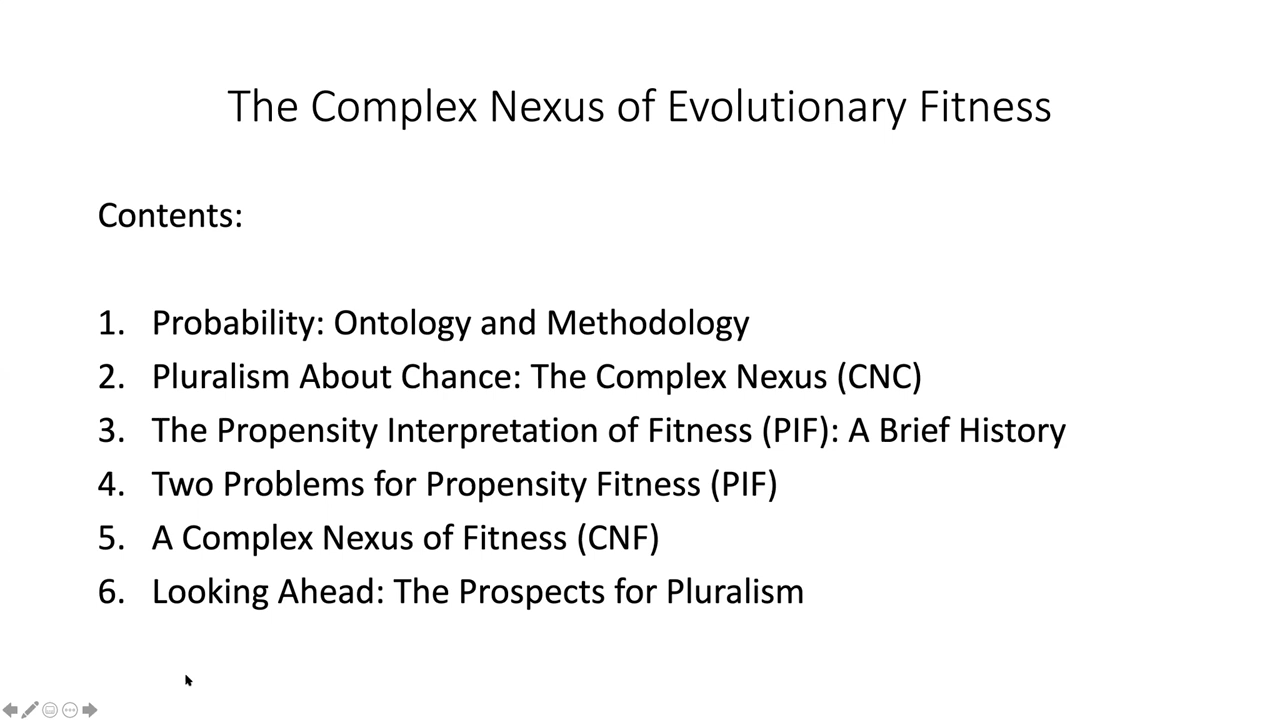 The Complex Nexus of Evolutionary Fitness
Contents:
1. Probability: Ontology and Methodology
2. Pluralism About Chance: The Complex Nexus (CNC)
3. The Propensity Interpretation of Fitness (PIF): A Brief History
4. Two Problems for Propensity Fitness (PIF)
5. A Complex Nexus of Fitness (CNF)
6. Looking Ahead: The Prospects for Pluralism